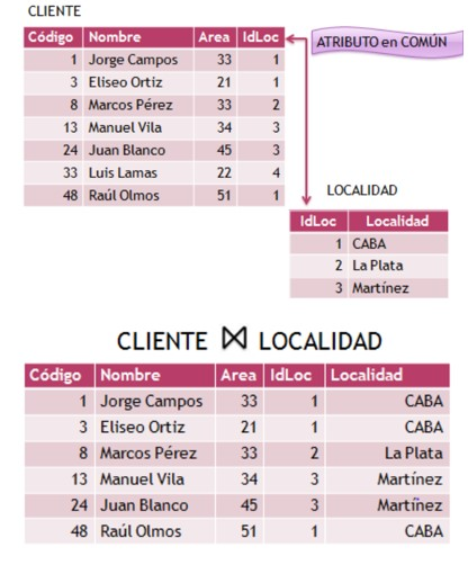 CLIENTE
Código Nombre Area IdLoc
ATRIBUTO en COMÚN
1 Jorge Campos 33 1
3 Eliseo Ortiz 21 1
8 Marcos Pérez 33 2
13 Manuel Vila 34 3
24 Juan Blanco 45 3
33 Luis Lamas 22 4
48 Raúl Olmos 51 1
LOCALIDAD
IdLoc Localidad
1 CABA
2 La Plata
3 Martínez
CLIENTE ⋈ LOCALIDAD
Código Nombre Area IdLoc Localidad
1 Jorge Campos 33 1 CABA
3 Eliseo Ortiz 21 1 CABA
8 Marcos Pérez 33 2 La Plata
13 Manuel Vila 34 3 Martínez
24 Juan Blanco 45 3 Martínez
48 Raúl Olmos 51 1 CABA